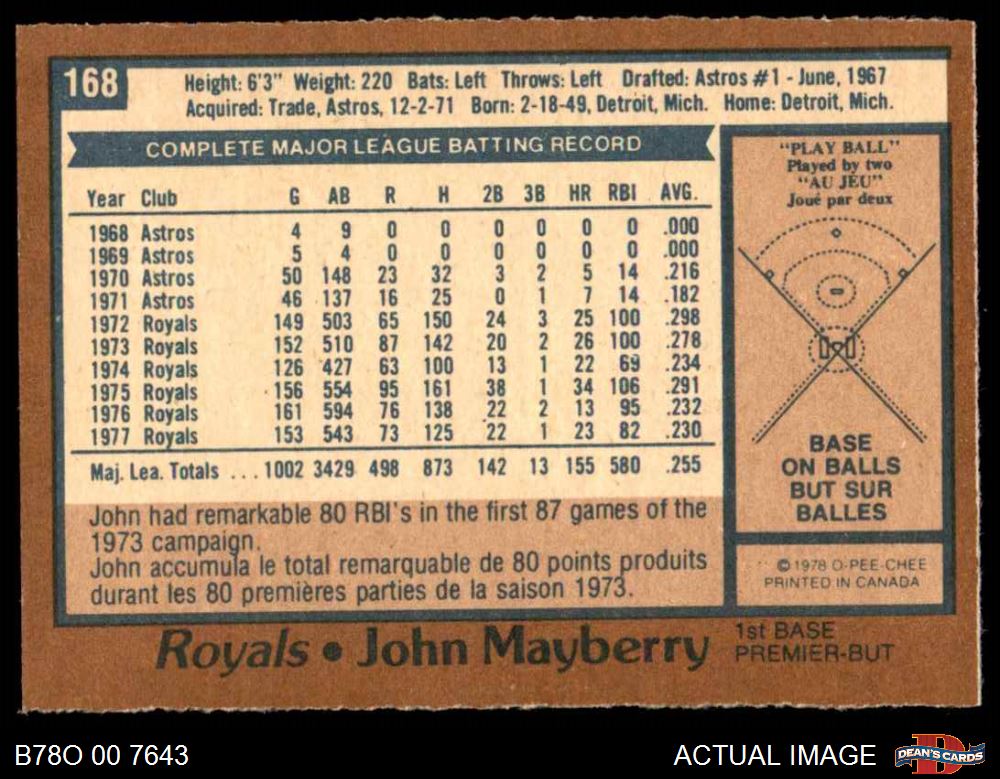 168
Height: 6'3" Weight: 220 Bats: Left Throws: Left Drafted: Astros #1 - June, 1967
Acquired: Trade, Astros, 12-2-71 Born: 2-18-49, Detroit, Mich. Home: Detroit, Mich.
COMPLETE MAJOR LEAGUE BATTING RECORD
Year Club G AB R H 2B 3B HR RBI AVG.
1968 Astros 4 9 0 0 0 0 0 0 .000
1969 Astros 5 4 0 0 0 0 0 0 .000
1970 Astros 50 148 23 32 3 2 5 14 .216
1971 Astros 46 137 16 25 0 1 7 14 .182
1972 Royals 149 503 65 150 24 3 25 100 .298
1973 Royals 152 510 87 142 20 2 26 100 .278
1974 Royals 126 427 63 100 13 1 22 69 .234
1975 Royals 156 554 95 161 38 1 34 106 .291
1976 Royals 161 594 76 138 22 2 13 95 .232
1977 Royals 153 543 73 125 22 1 23 82 .230
Maj. Lea. Totals ... 1002 3429 498 873 142 13 155 580 .255
John had remarkable 80 RBI's in the first 87 games of the
1973 campaign.
John accumula le total remarquable de 80 points produits
durant les 80 premières parties de la saison 1973.
"PLAY BALL"
Played by two
"AU JEU"
Joué par deux
BASE
ON BALLS
BUT SUR
BALLES
© 1978 O-PEE-CHEE
PRINTED IN CANADA
Royals • John Mayberry
1st BASE
PREMIER-BUT
B78O 00 7643
ACTUAL IMAGE
DEAN'S CARDS